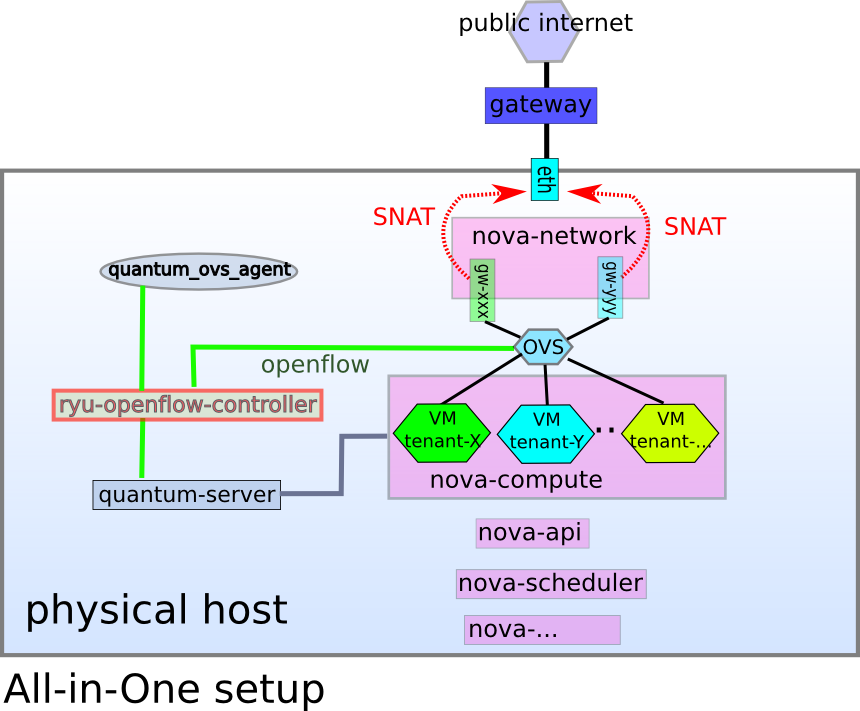 public internet
gateway
eth
SNAT
SNAT
nova-network
quantum_ovs_agent
gw-xxx
gw-yyy
OVS
openflow
ryu-openflow-controller
VM
tenant-X
VM
tenant-Y
..
VM
tenant-...
nova-compute
quantum-server
nova-api
nova-scheduler
nova-...
physical host
All-in-One setup